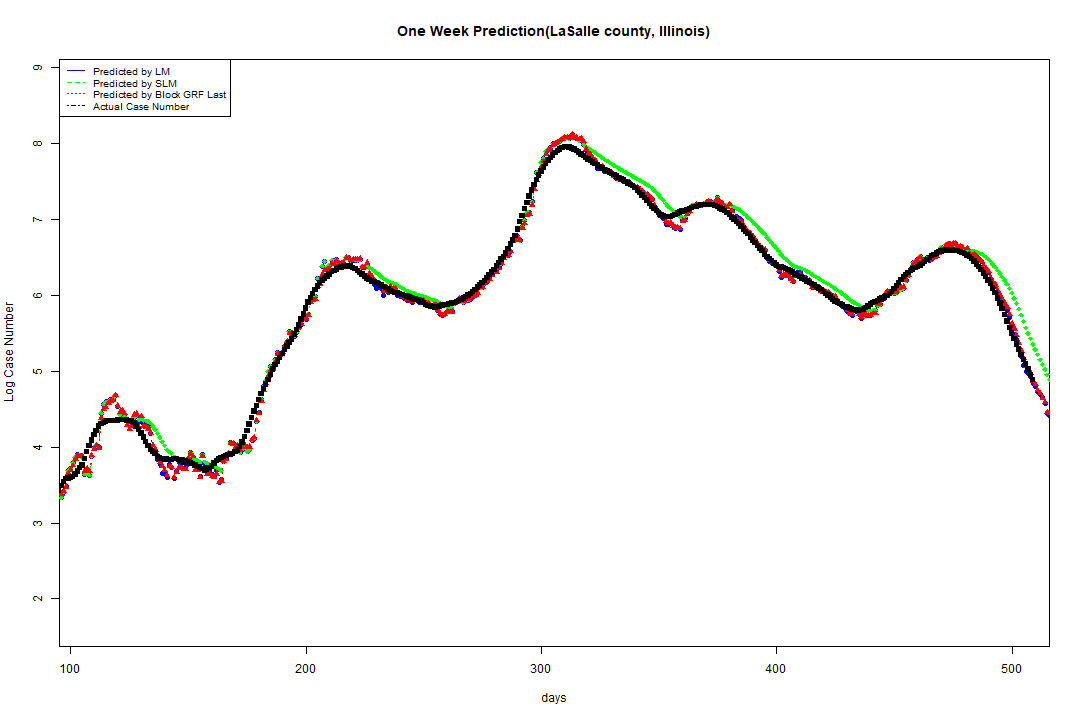 One Week Prediction(LaSalle county, Illinois)
Predicted by LM
Predicted by SLM
Predicted by Block GRF Last
Actual Case Number
9
8
7
6
5
4
3
2
Log Case Number
100 200 300 400 500
days